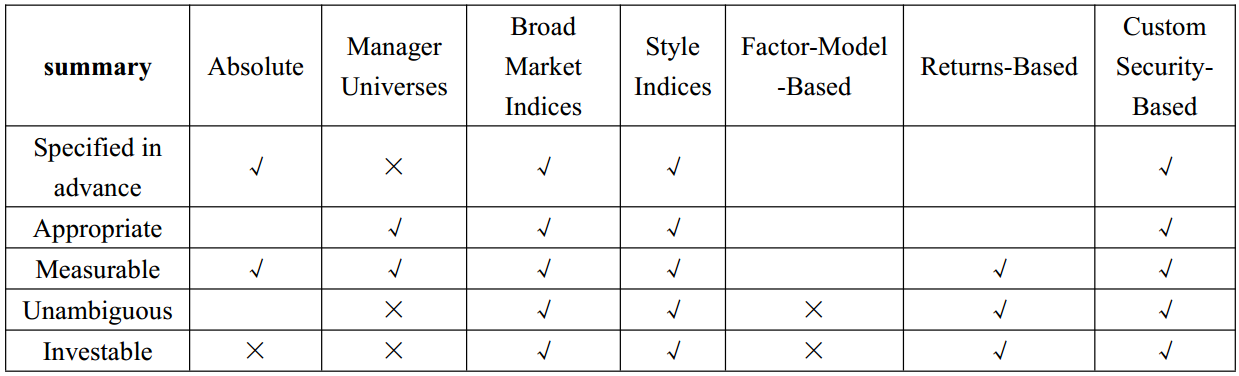 summary Absolute Manager Universes Broad Market Indices Style Indices Factor-Model -Based Returns-Based Custom Security- Based
Specified in advance √ × √ √ √
Appropriate √ √ √ √
Measurable √ √ √ √ √ √
Unambiguous × √ √ × √ √
Investable × × √ √ × √ √